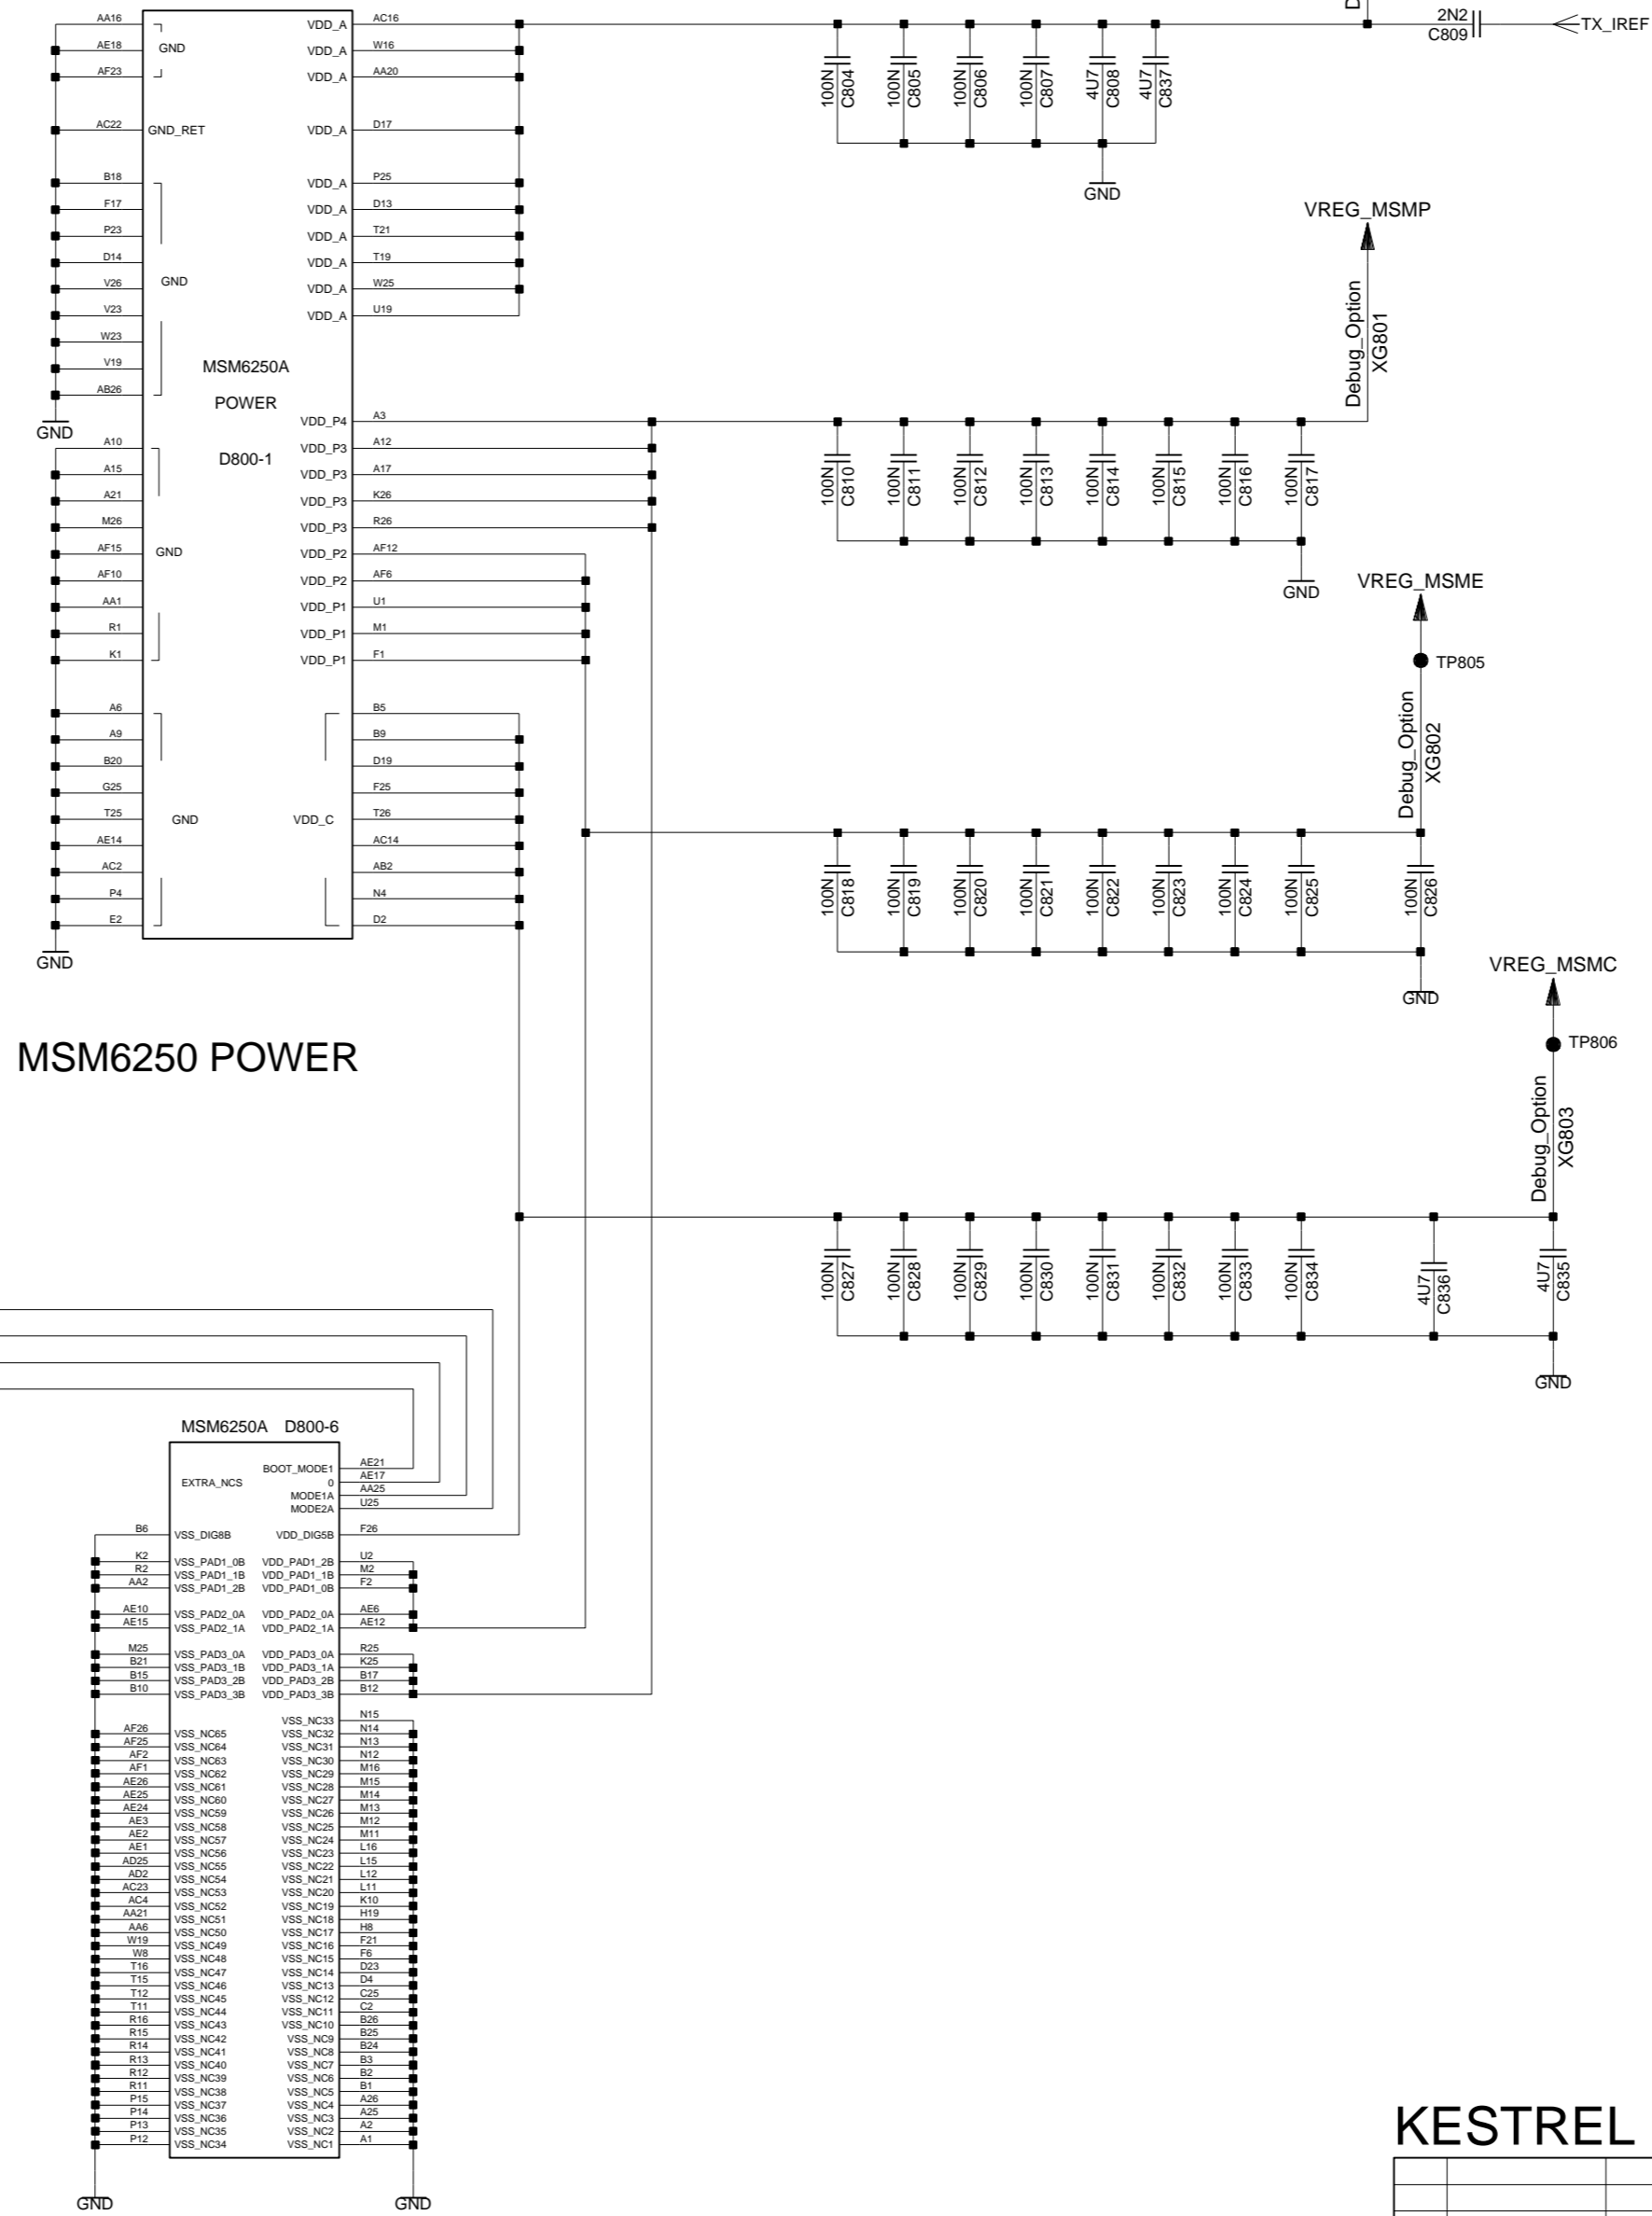 AA16 VDD_A AC16
AE18 GND VDD_A W16
AF23 VDD_A AA20
AC22 GND_RET VDD_A D17
B18 VDD_A P25
F17 VDD_A D13
P23 VDD_A T21
D14 VDD_A T19
V26 GND VDD_A W25
V23 VDD_A U19
W23
V19 MSM6250A
AB26 POWER
GND VDD_P4 A3
A10 VDD_P3 A12
A15 D800-1 VDD_P3 A17
A21 VDD_P3 K26
M26 VDD_P3 R26
AF15 GND VDD_P2 AF12
AF10 VDD_P2 AF6
AA1 VDD_P1 U1
R1 VDD_P1 M1
K1 VDD_P1 F1
A6 B5
A9 B9
B20 D19
G25 F25
T25 GND VDD_C T26
AE14 AC14
AC2 AB2
P4 N4
E2 D2
GND
2N2
C809
TX_IREF
100N C804
100N C805
100N C806
100N C807
4U7 C808
4U7 C837
GND
VREG_MSMP
Debug_Option
XG801
100N C810
100N C811
100N C812
100N C813
100N C814
100N C815
100N C816
100N C817
GND
VREG_MSME
TP805
Debug_Option
XG802
100N C818
100N C819
100N C820
100N C821
100N C822
100N C823
100N C824
100N C825
100N C826
GND
VREG_MSMC
TP806
Debug_Option
XG803
100N C827
100N C828
100N C829
100N C830
100N C831
100N C832
100N C833
100N C834
4U7 C836
4U7 C835
GND
MSM6250 POWER
MSM6250A D800-6
BOOT_MODE1 AE21
EXTRA_NCS 0 AE17
MODE1A AA25
MODE2A U25
B6 VSS_DIG8B VDD_DIG5B F26
K2 VSS_PAD1_0B VDD_PAD1_2B U2
R2 VSS_PAD1_1B VDD_PAD1_1B M2
AA2 VSS_PAD1_2B VDD_PAD1_0B F2
AE10 VSS_PAD2_0A VDD_PAD2_0A AE6
AE15 VSS_PAD2_1A VDD_PAD2_1A AE12
M25 VSS_PAD3_0A VDD_PAD3_0A R25
B21 VSS_PAD3_1B VDD_PAD3_1A K25
B15 VSS_PAD3_2B VDD_PAD3_2B B17
B10 VSS_PAD3_3B VDD_PAD3_3B B12
VSS_NC33 N15
AF26 VSS_NC65 VSS_NC32 N14
AF25 VSS_NC64 VSS_NC31 N13
AF2 VSS_NC63 VSS_NC30 N12
AF1 VSS_NC62 VSS_NC29 M16
AE26 VSS_NC61 VSS_NC28 M15
AE25 VSS_NC60 VSS_NC27 M14
AE24 VSS_NC59 VSS_NC26 M13
AE3 VSS_NC58 VSS_NC25 M12
AE2 VSS_NC57 VSS_NC24 M11
AE1 VSS_NC56 VSS_NC23 L16
AD25 VSS_NC55 VSS_NC22 L15
AD2 VSS_NC54 VSS_NC21 L12
AC23 VSS_NC53 VSS_NC20 L11
AC4 VSS_NC52 VSS_NC19 K10
AA21 VSS_NC51 VSS_NC18 H19
AA6 VSS_NC50 VSS_NC17 H8
W19 VSS_NC49 VSS_NC16 F21
W8 VSS_NC48 VSS_NC15 F6
T16 VSS_NC47 VSS_NC14 D23
T15 VSS_NC46 VSS_NC13 D4
T12 VSS_NC45 VSS_NC12 C25
T11 VSS_NC44 VSS_NC11 C2
R16 VSS_NC43 VSS_NC10 B26
R15 VSS_NC42 VSS_NC9 B25
R14 VSS_NC41 VSS_NC8 B24
R13 VSS_NC40 VSS_NC7 B3
R12 VSS_NC39 VSS_NC6 B2
R11 VSS_NC38 VSS_NC5 B1
P15 VSS_NC37 VSS_NC4 A26
P14 VSS_NC36 VSS_NC3 A25
P13 VSS_NC35 VSS_NC2 A2
P12 VSS_NC34 VSS_NC1 A1
GND GND
KESTREL